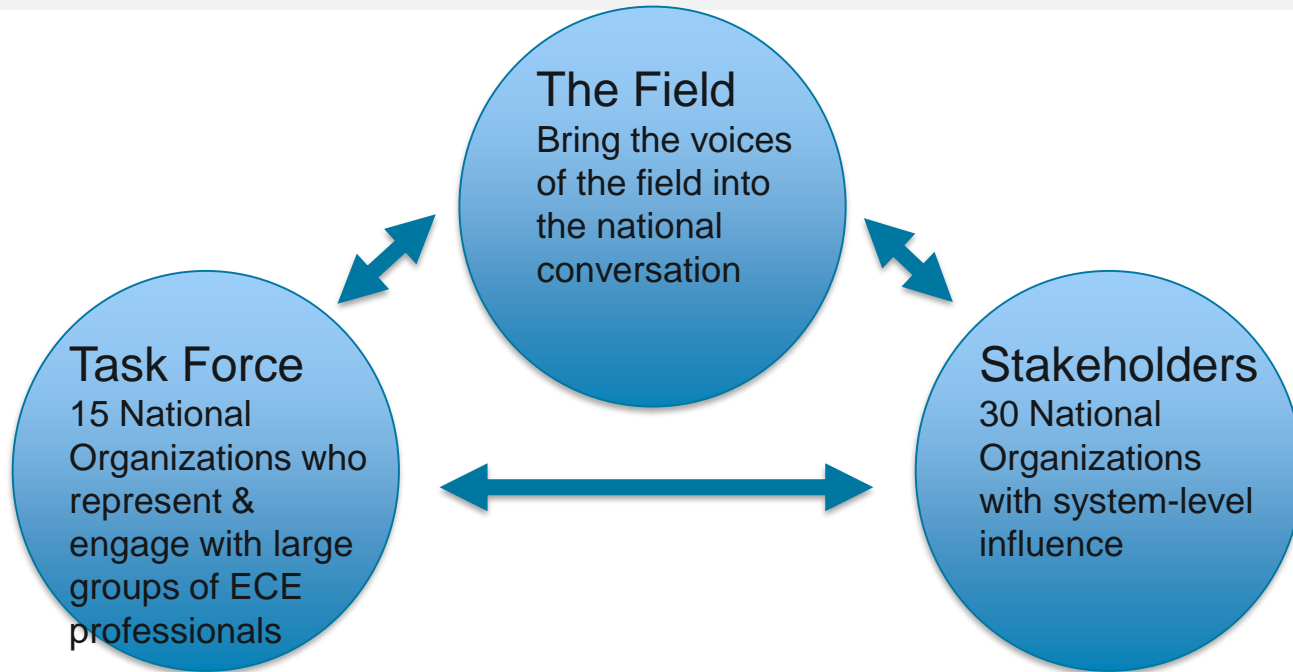 The Field
Bring the voices
of the field into
the national
conversation
Task Force
15 National
Organizations who
represent &
engage with large
groups of ECE
professionals
Stakeholders
30 National
Organizations
with system-level
influence